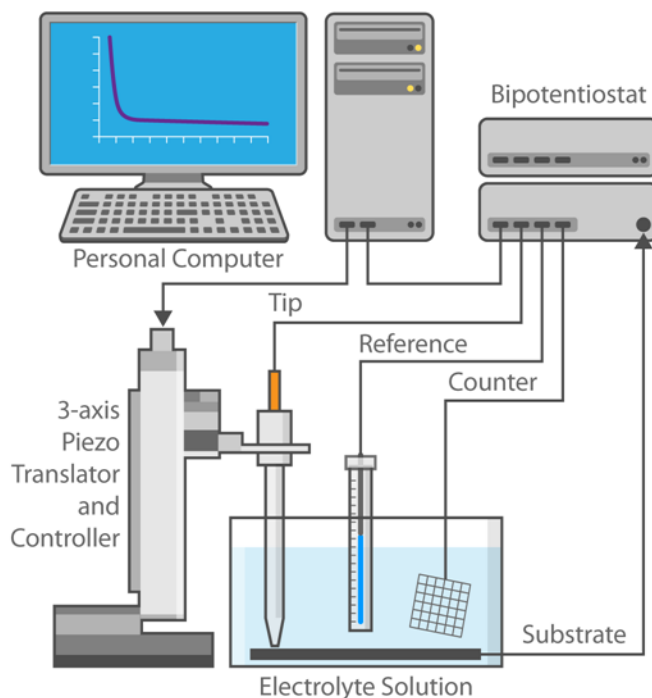 Bipotentiostat
Personal Computer
Tip
Reference
Counter
3-axis
Piezo
Translator
and
Controller
Substrate
Electrolyte Solution